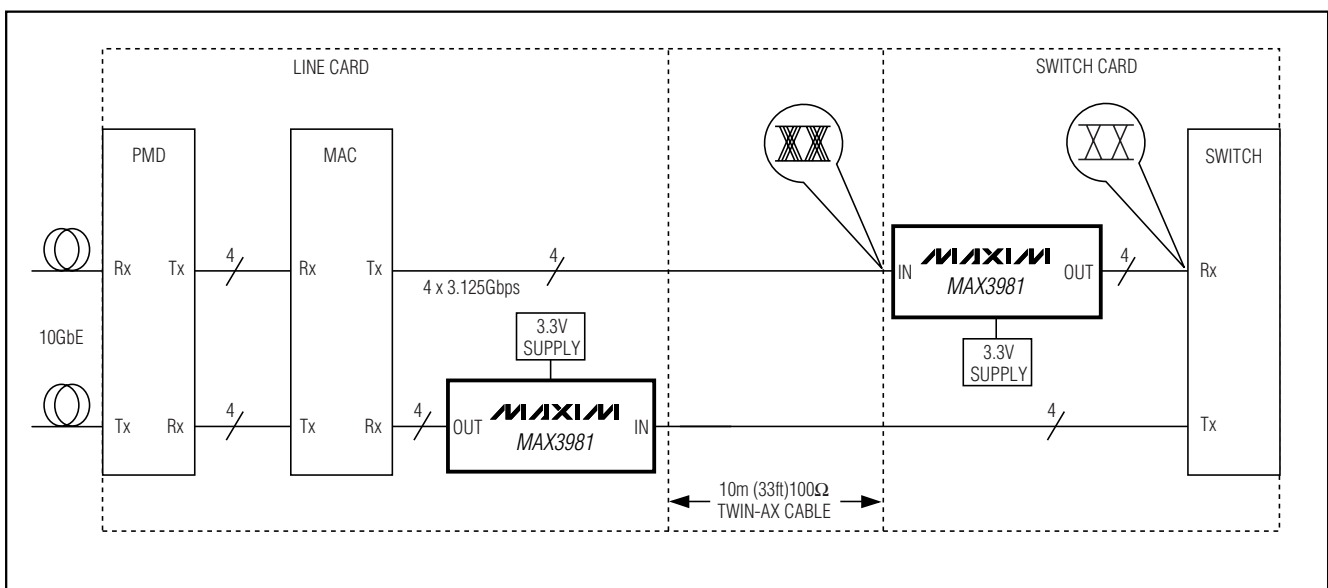 LINE CARD
SWITCH CARD
PMD
MAC
SWITCH
4
4
4
Rx
Tx
Rx
Tx
4 x 3.125Gbps
IN
MAXIM
MAX3981
OUT
Rx
10GbE
3.3V
SUPPLY
3.3V
SUPPLY
4
4
4
Tx
Rx
Tx
Rx
OUT
MAXIM
MAX3981
IN
Tx
10m (33ft)100Ω
TWIN-AX CABLE